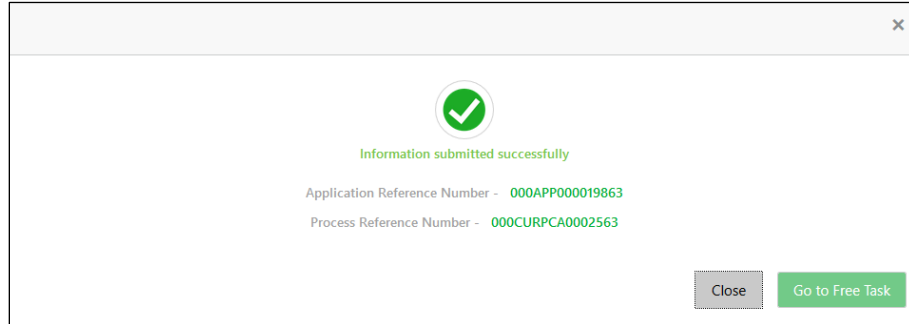 ×
Information submitted successfully
Application Reference Number - 000APP000019863
Process Reference Number - 000CURPCA0002563
Close Go to Free Task